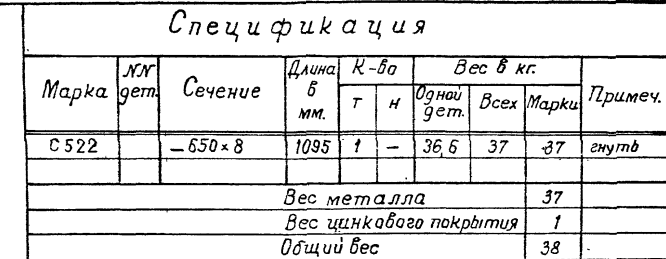 Спецификация
Марка NN дет. Сечение Длина в мм. К-во Вес в кг. Примеч.
т н Одной дет. Всех Марки
С522 – 650×8 1095 1 – 36,6 37 37 гнуть
Вес металла 37
Вес цинкового покрытия 1
Общий вес 38